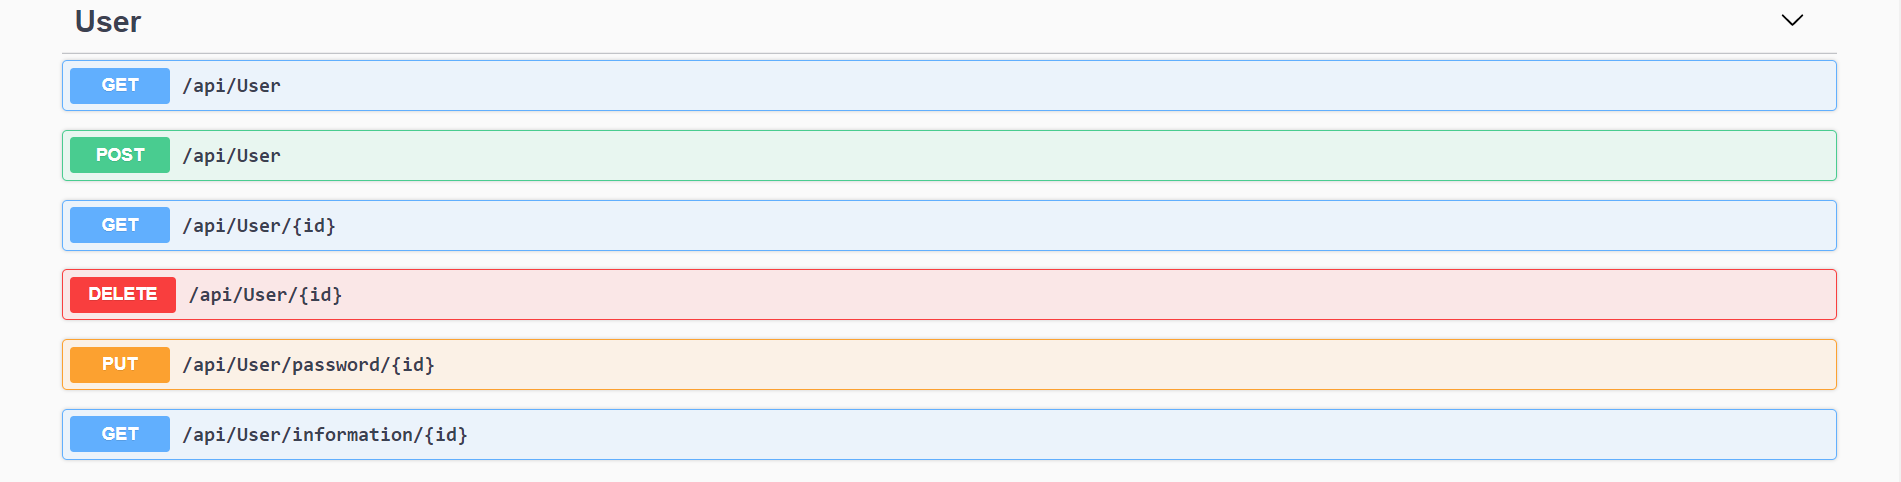 User
GET /api/User
POST /api/User
GET /api/User/{id}
DELETE /api/User/{id}
PUT /api/User/password/{id}
GET /api/User/information/{id}